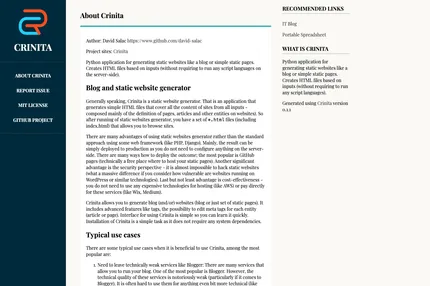 CRINITA
ABOUT CRINITA
REPORT ISSUE
MIT LICENSE
GITHUB PROJECT
About Crinita
Author: David Salac https://www.github.com/david-salac
Project sites: Crinita
Python application for generating static websites like a blog or simple static pages.
Creates HTML files based on inputs (without requiring to run any script languages on
the server-side).
Blog and static website generator
Generally speaking, Crinita is a static website generator. That is an application that
generates simple HTML files that cover all the content of sites from all inputs -
composed mainly of the definition of pages, articles and other entities on website). So
after running of static websites generator, you have a set of *.html files (including
index.html) that allows you to browse sites.
There are many advantages of using static websites generator rather than the standard
approach using some web framework (like PHP, Django). Mainly, the result can be
simply deployed to production as you do not need to configure anything on the server-
side. There are many ways how to deploy the outcome; the most popular is GitHub
pages (technically a free place where to host your static website). Another significant
advantage is the security perspective - it is almost impossible to hack static websites
(what a massive difference if you consider how vulnerable are websites running on
WordPress or similar technologies). Last but not least advantage is cost-effectiveness -
you do not need to use any expensive technologies for hosting (like AWS) or pay directly
for these services (like Wix, Medium).
Crinita allows you to generate blog (and/or) websites (blog or just set of static pages). It
includes advanced features like tags, the possibility to edit meta tags for each entity
(article or page). Interface for using Crinita is simple so you can learn it quickly.
Installation of Crinita is a simple task as it does not require any system dependencies.
Typical use cases
There are some typical use cases when it is beneficial to use Crinita, among the most
popular are:
1. Need to leave technically weak services like Blogger: There are many services that
allow you to run your blog. One of the most popular is Blogger. However, the
technical quality of these services is notoriously weak (particularly if it comes to
Blogger). It is often hard to use them for anything even bit more technical like
RECOMMENDED LINKS
IT Blog
Portable Spreadsheet
WHAT IS CRINITA
Python application for
generating static websites like a
blog or simple static pages.
Creates HTML files based on
inputs (without requiring to run
any script languages).
Generated using Crinita version